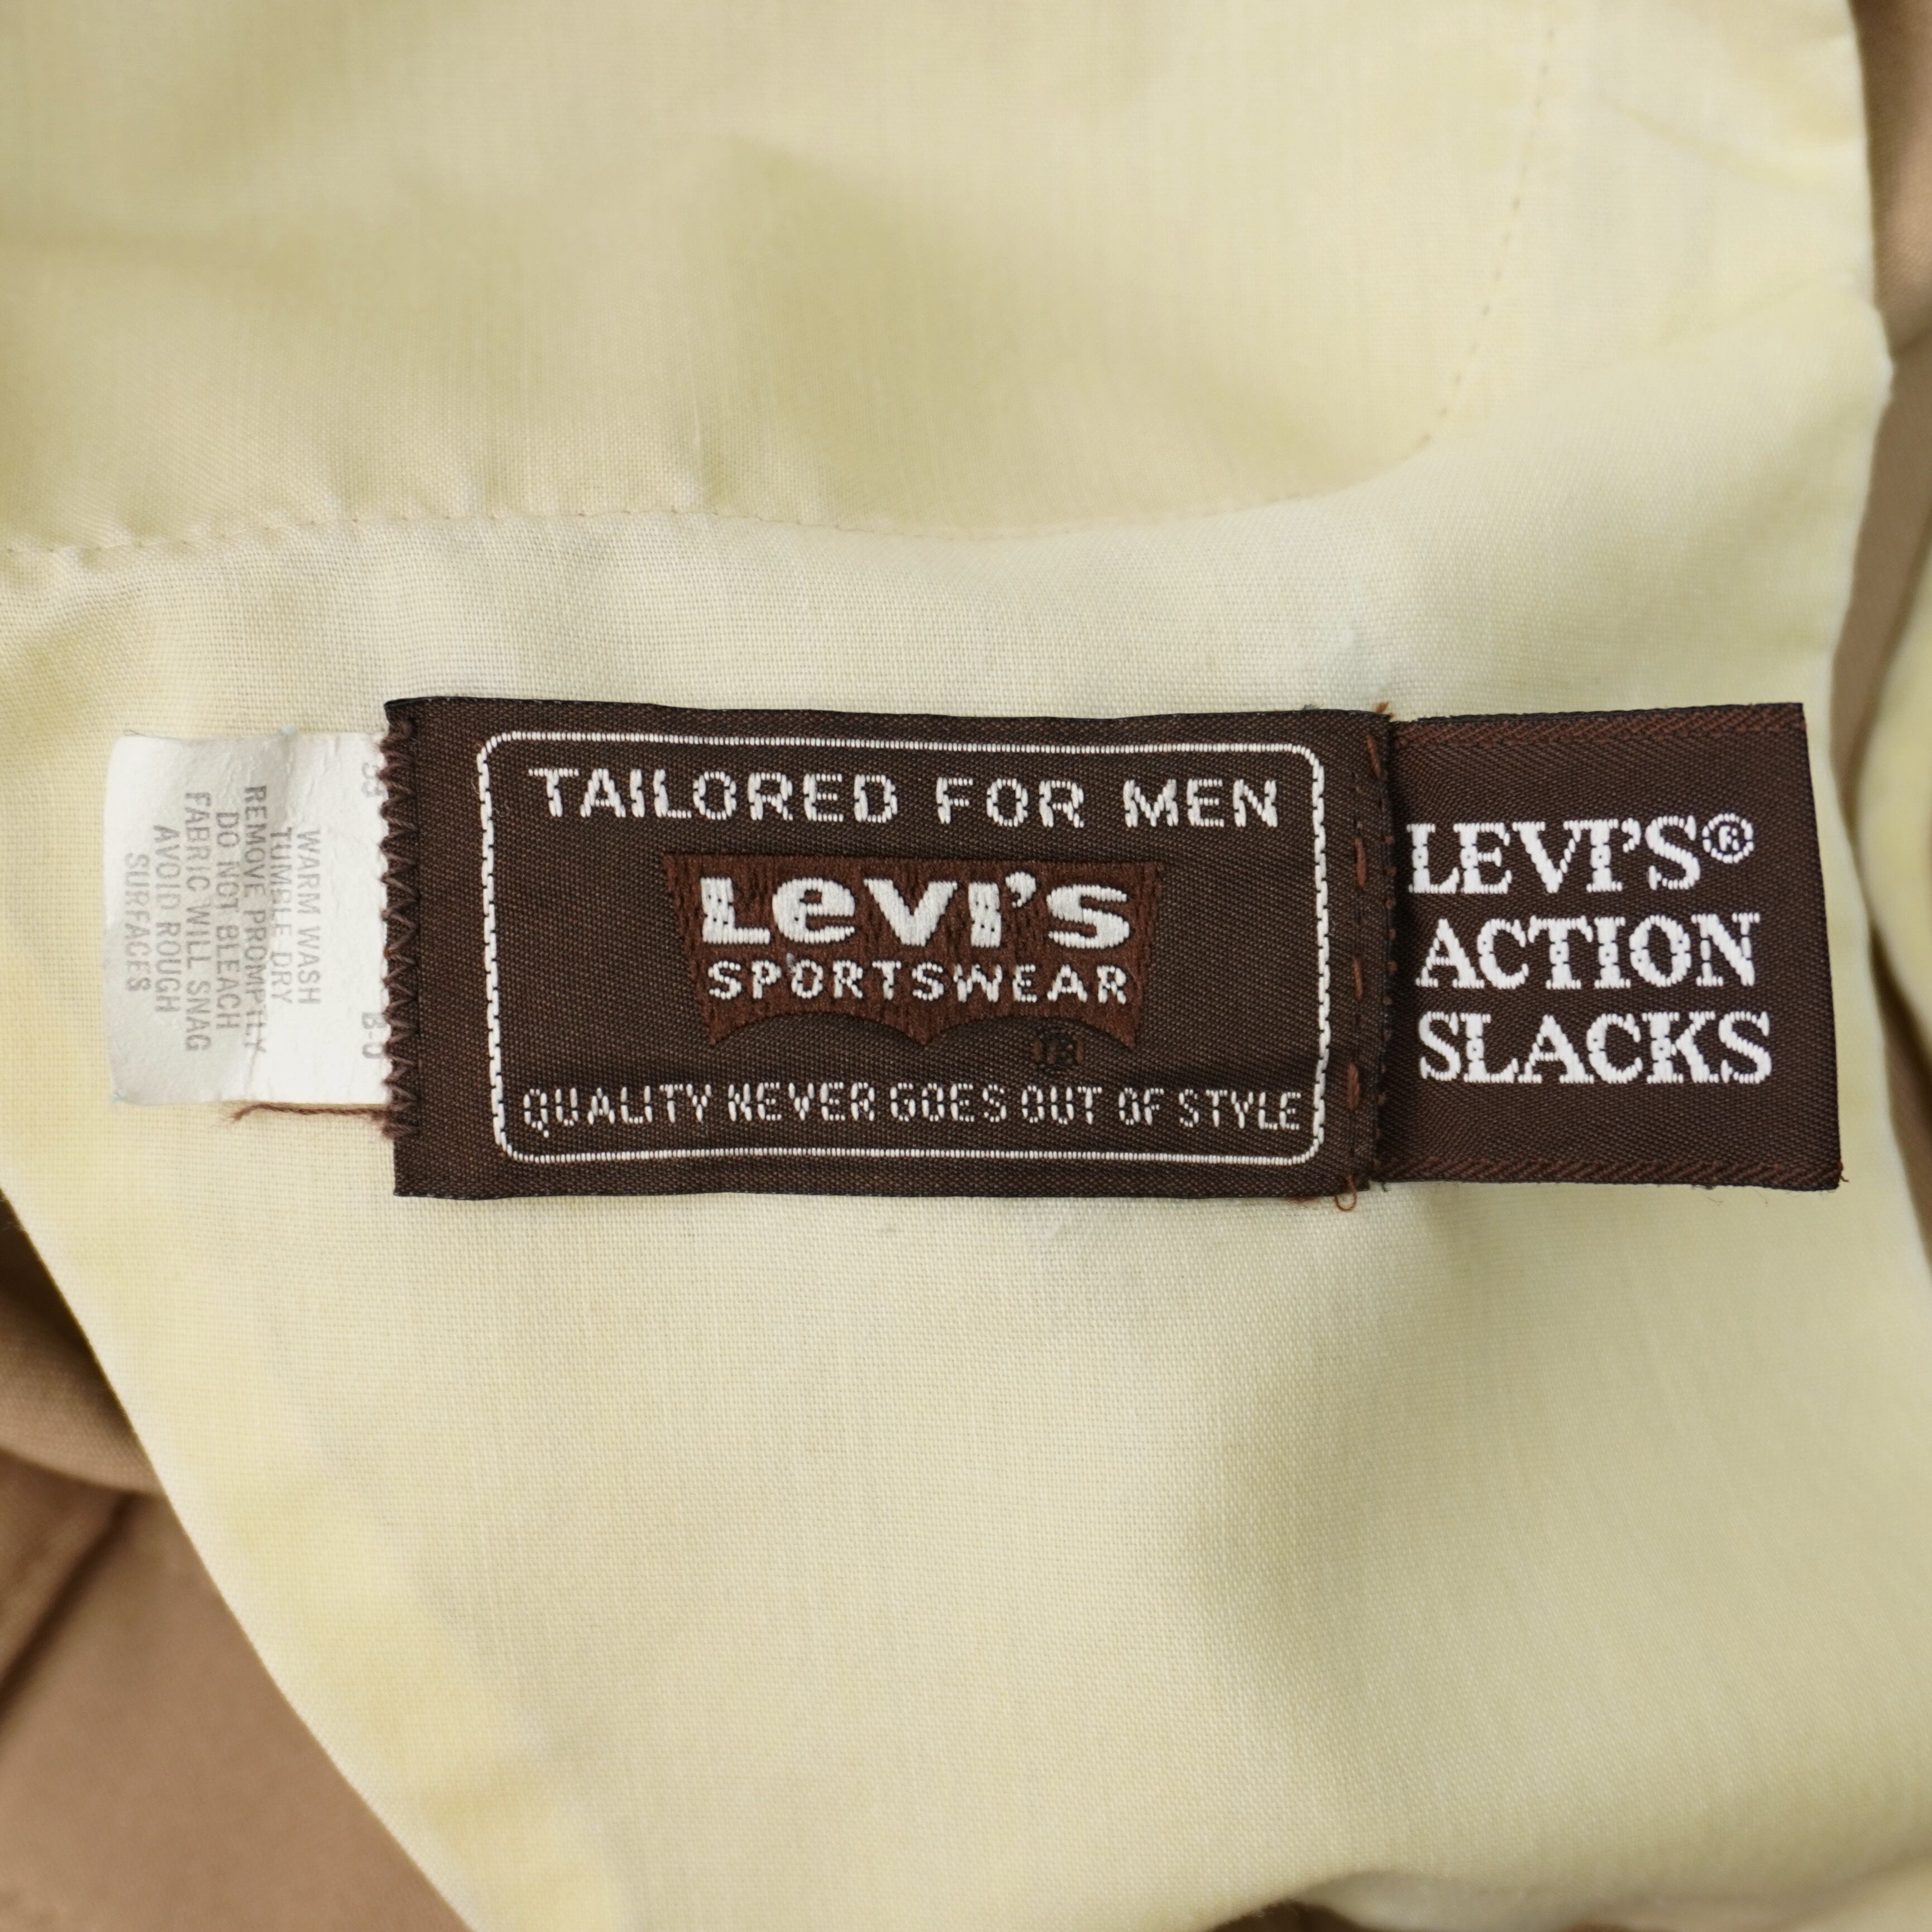 TAILORED FOR MEN
LEVI'S
SPORTSWEAR
®
QUALITY NEVER GOES OUT OF STYLE
LEVI'S®
ACTION
SLACKS
WARM WASH
TUMBLE DRY
REMOVE PROMPTLY
DO NOT BLEACH
FABRIC WILL SNAG
AVOID ROUGH
SURFACES